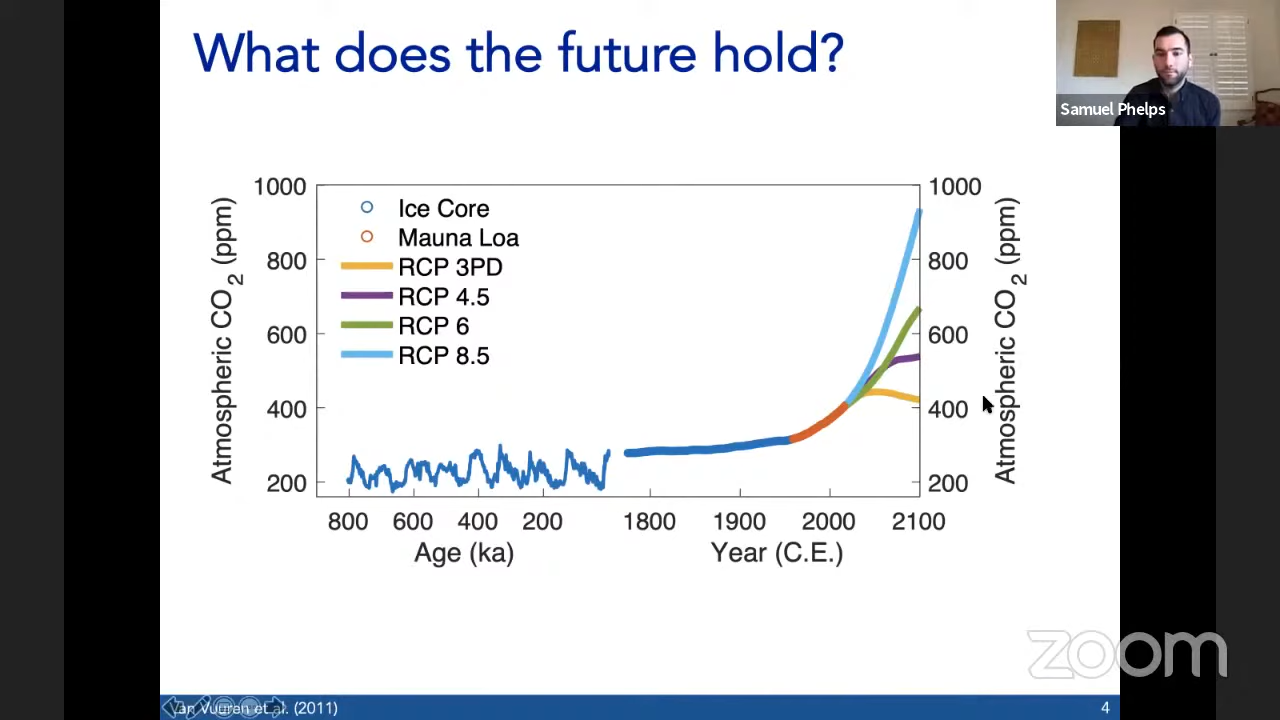 What does the future hold?
Samuel Phelps
1000
800
600
400
200
Atmospheric CO2 (ppm)
Ice Core
Mauna Loa
RCP 3PD
RCP 4.5
RCP 6
RCP 8.5
1000
800
600
400
200
Atmospheric CO2 (ppm)
800 600 400 200
1800 1900 2000 2100
Age (ka)
Year (C.E.)
zoom
Van Vuuren et al. (2011)
4